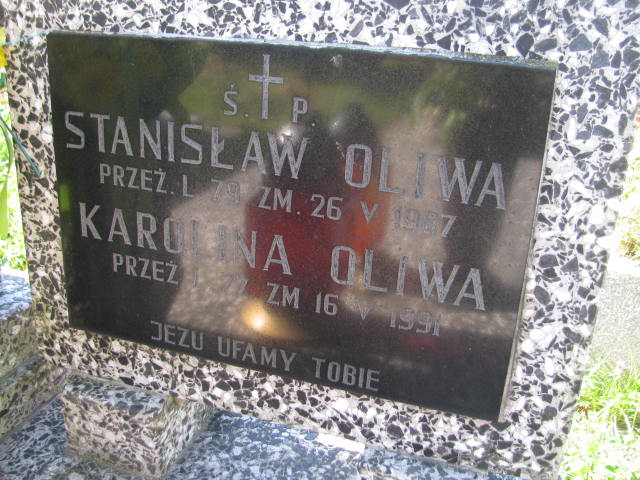 Ś. P.
STANISŁAW OLIWA
PRZEŻ. L 79 ZM. 26 V 1987
KAROLINA OLIWA
PRZEŻ L 77 ZM 16 V 1991
JEZU UFAMY TOBIE